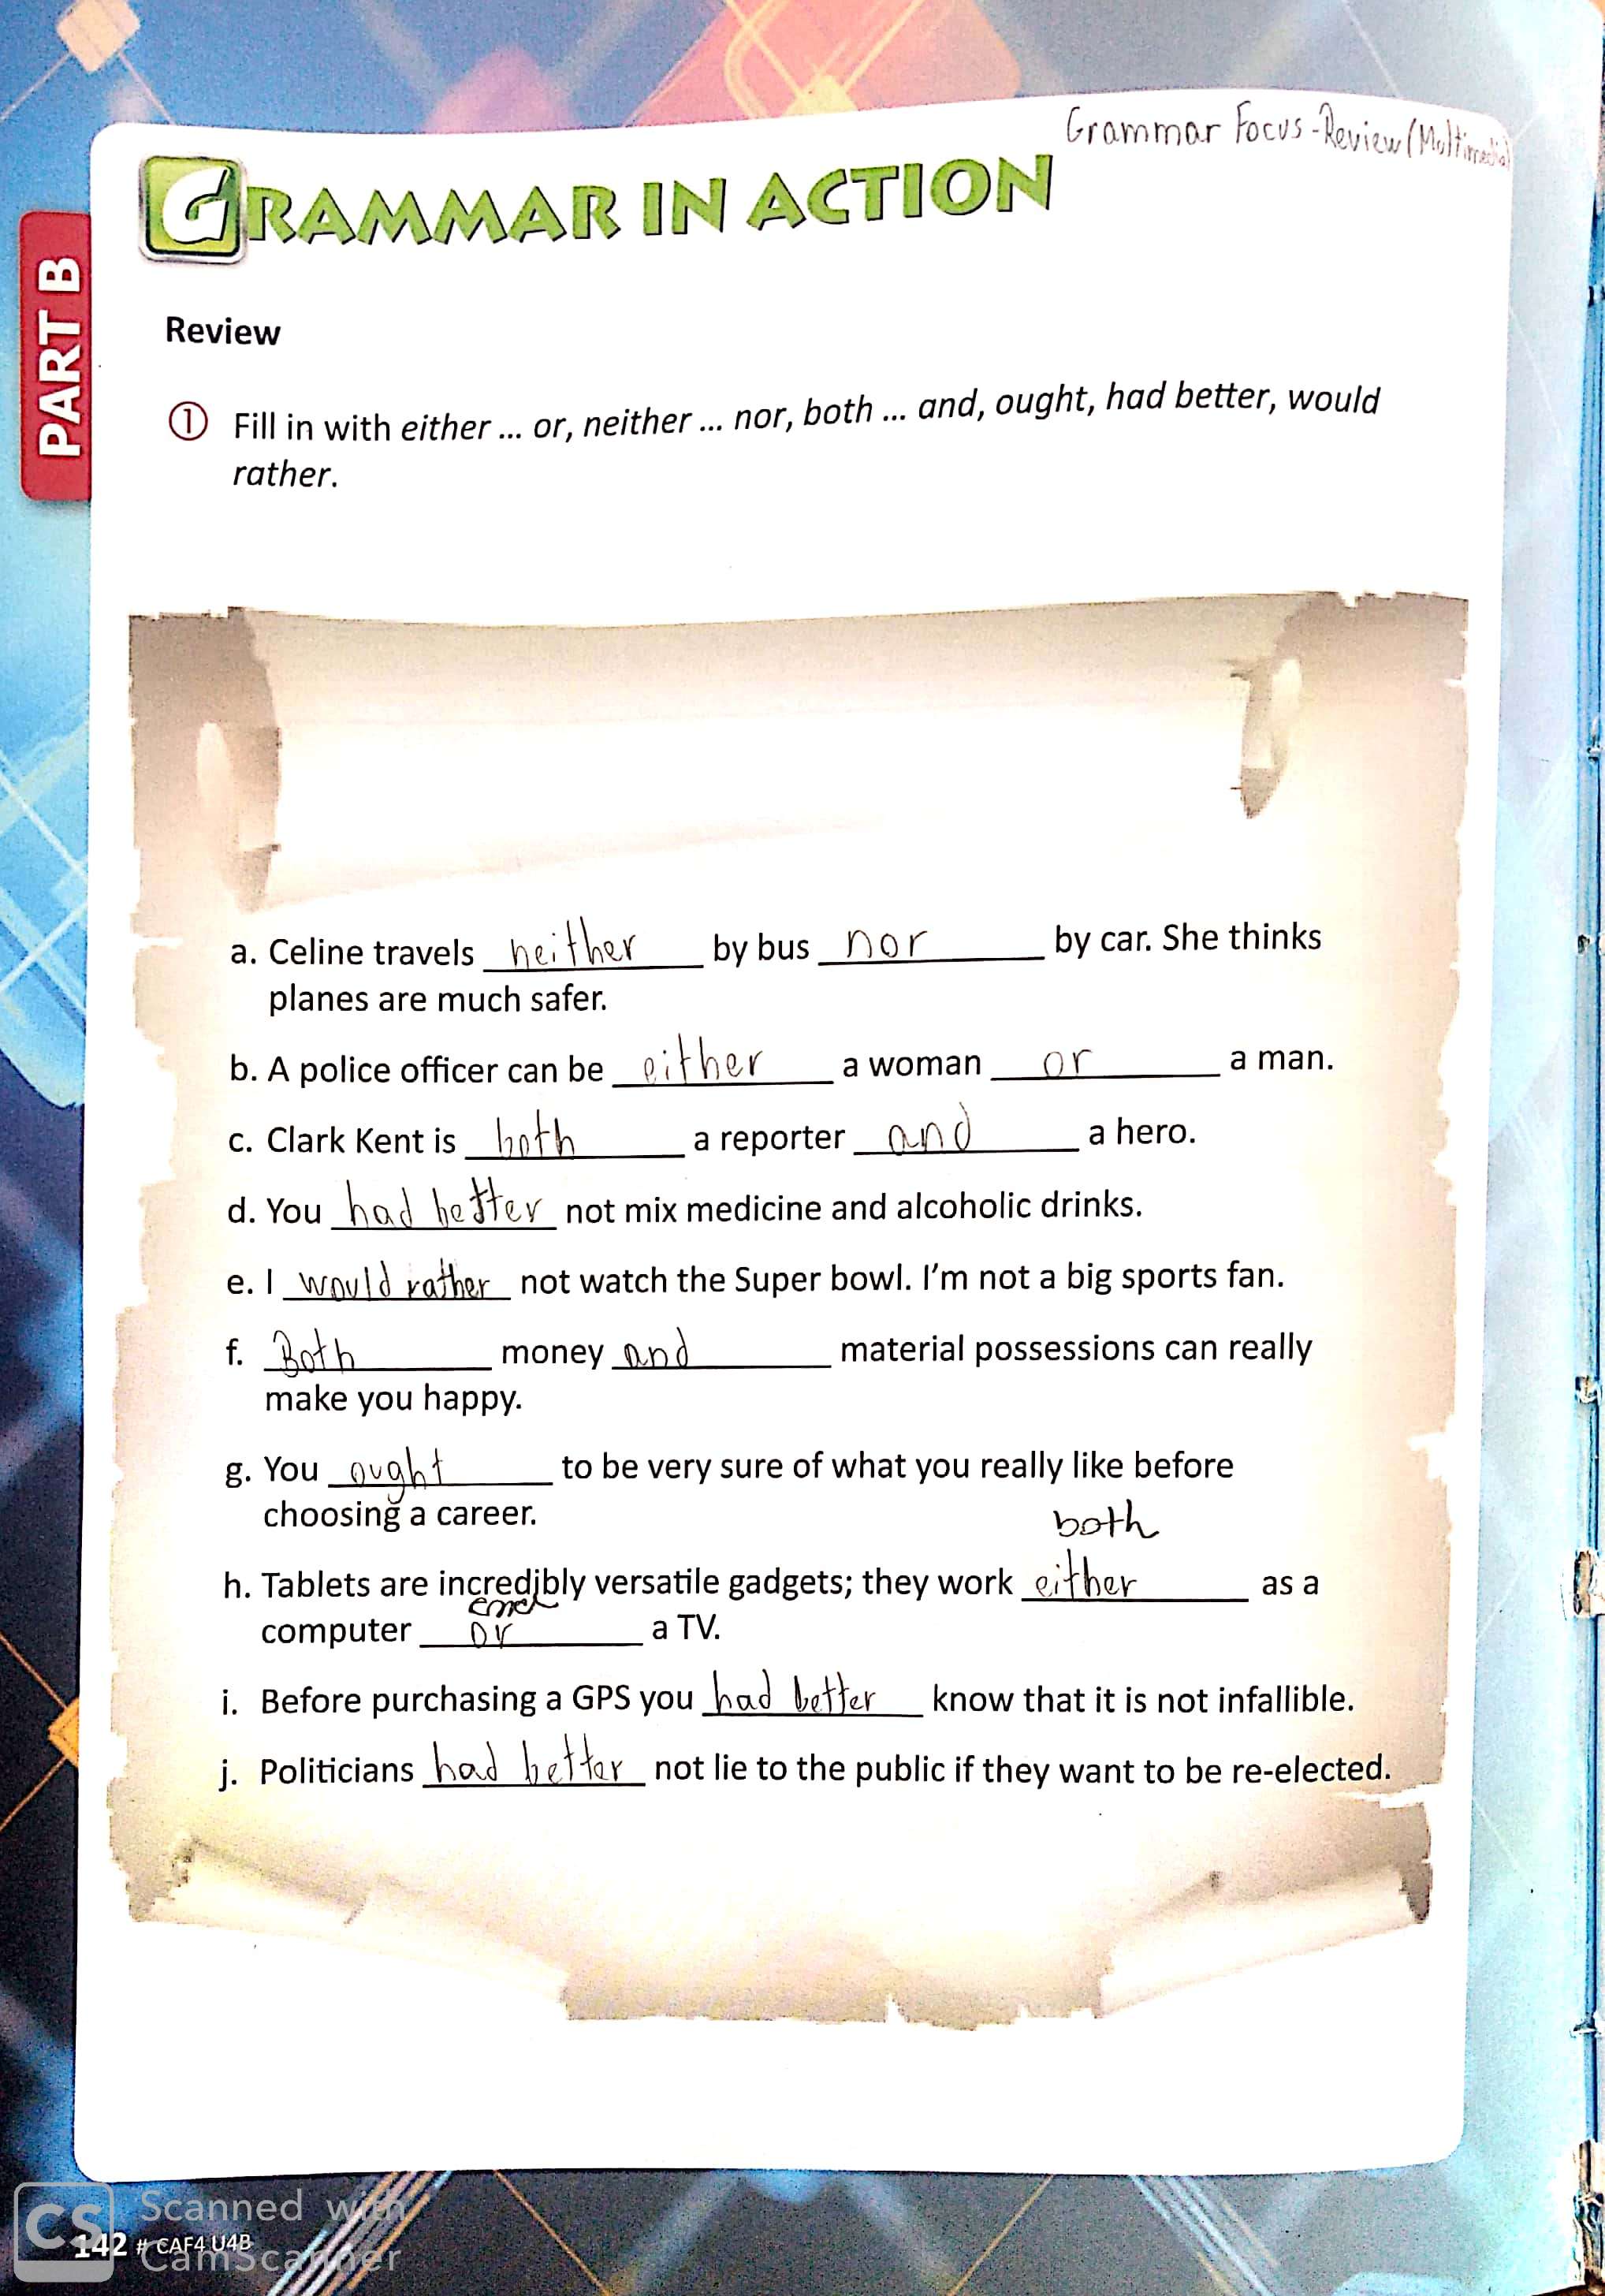 Grammar Focus - Review (Multimedia)
GRAMMAR IN ACTION
PART B
Review
① Fill in with either ... or, neither ... nor, both ... and, ought, had better, would
rather.
a. Celine travels neither by bus nor by car. She thinks
planes are much safer.
b. A police officer can be either a woman or a man.
c. Clark Kent is both a reporter and a hero.
d. You had better not mix medicine and alcoholic drinks.
e. I would rather not watch the Super bowl. I'm not a big sports fan.
f. Both money and material possessions can really
make you happy.
g. You ought to be very sure of what you really like before
choosing a career.
both
h. Tablets are incredibly versatile gadgets; they work either as a
and
computer or a TV.
i. Before purchasing a GPS you had better know that it is not infallible.
j. Politicians had better not lie to the public if they want to be re-elected.
CS Scanned with
142 # CAF4 U4B
CamScanner